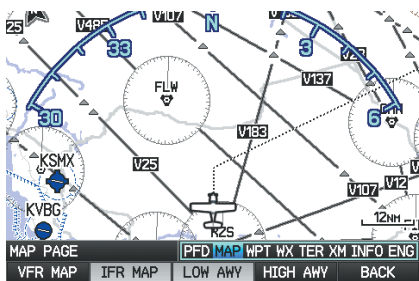 25
V485
V107
N
33
3
FLW
V137
30
6
V183
KSMX
V25
V107
V12
KVBG
12NM
RZS
MAP PAGE
PFD MAP WPT WX TER XM INFO ENG
VFR MAP IFR MAP LOW AWY HIGH AWY BACK